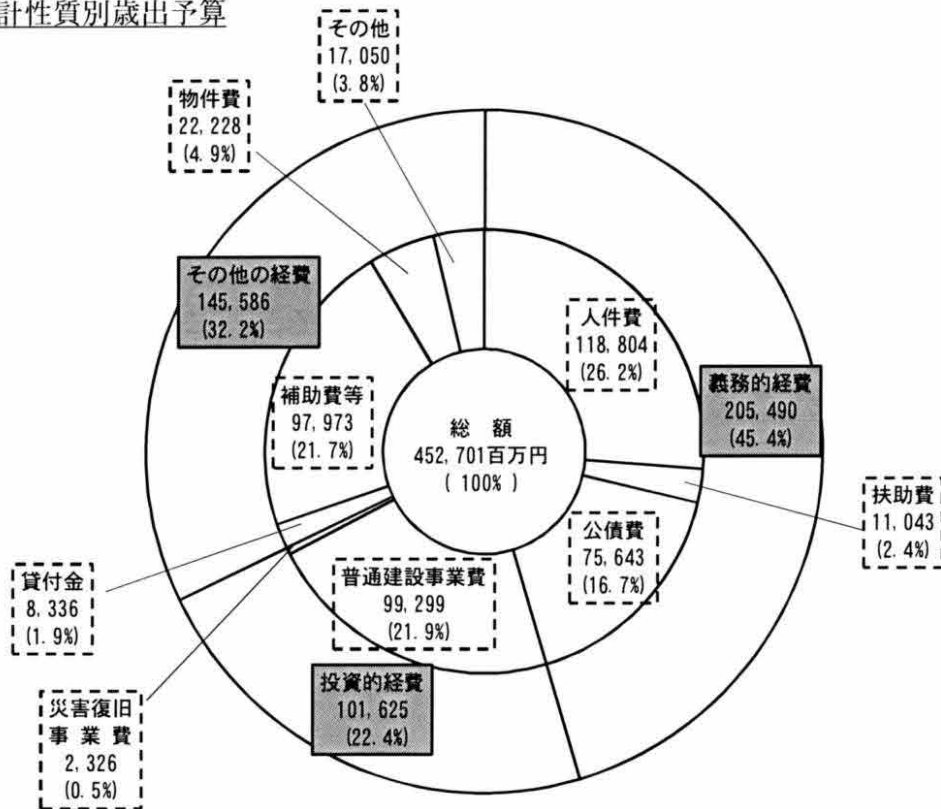 計性質別歳出予算
その他
17,050
(3.8%)
物件費
22,228
(4.9%)
その他の経費
145,586
(32.2%)
人件費
118,804
(26.2%)
義務的経費
205,490
(45.4%)
補助費等
97,973
(21.7%)
総　額
452,701百万円
( 100% )
扶助費
11,043
(2.4%)
公債費
75,643
(16.7%)
普通建設事業費
99,299
(21.9%)
貸付金
8,336
(1.9%)
投資的経費
101,625
(22.4%)
災害復旧
事 業 費
2,326
(0.5%)